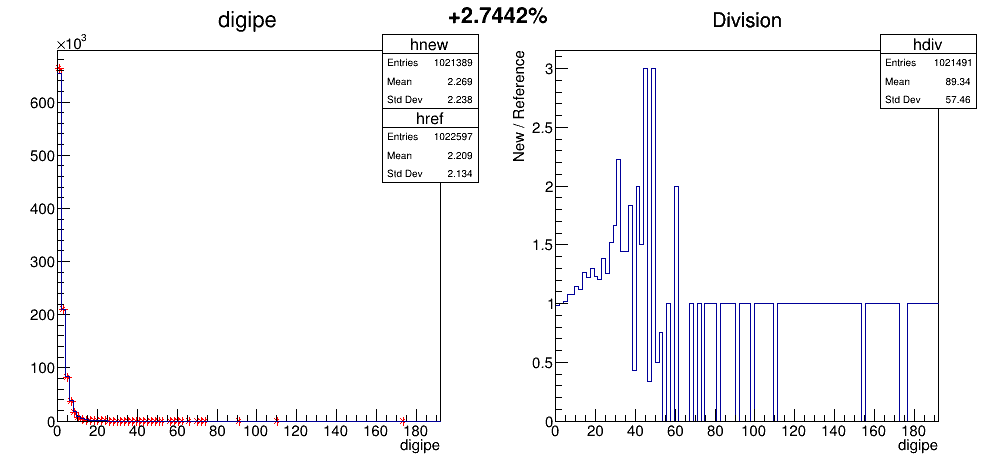 +2.7442%
digipe
×10³
hnew
Entries 1021389
Mean 2.269
Std Dev 2.238
href
Entries 1022597
Mean 2.209
Std Dev 2.134
600
500
400
300
200
100
0
0 20 40 60 80 100 120 140 160 180
digipe
Division
hdiv
Entries 1021491
Mean 89.34
Std Dev 57.46
New / Reference
3
2.5
2
1.5
1
0.5
0
0 20 40 60 80 100 120 140 160 180
digipe